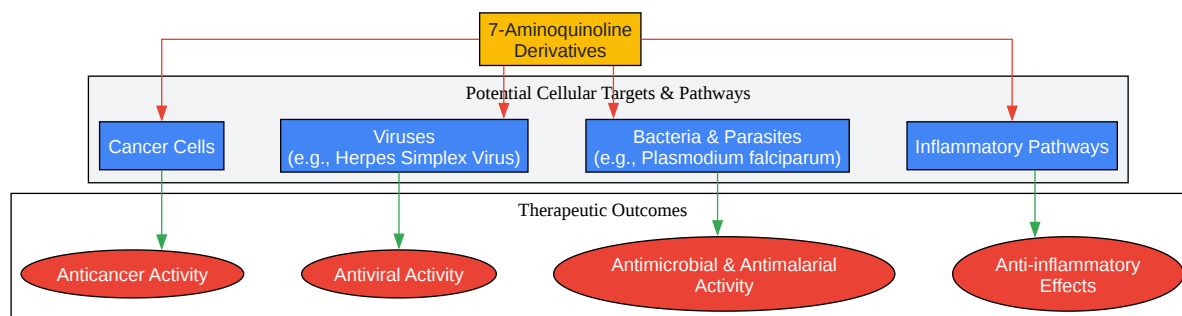 7-Aminoquinoline
Derivatives
Potential Cellular Targets & Pathways
Cancer Cells
Viruses
(e.g., Herpes Simplex Virus)
Bacteria & Parasites
(e.g., Plasmodium falciparum)
Inflammatory Pathways
Therapeutic Outcomes
Anticancer Activity
Antiviral Activity
Antimicrobial & Antimalarial
Activity
Anti-inflammatory
Effects